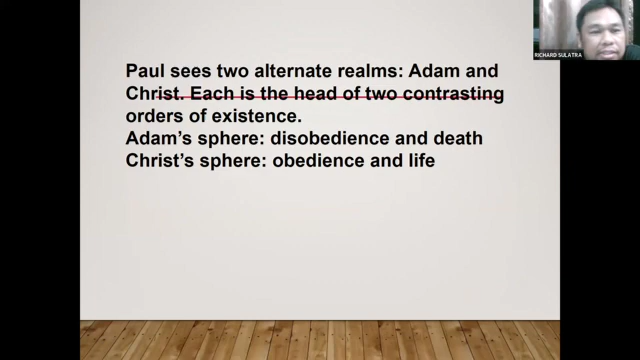 Paul sees two alternate realms: Adam and
Christ. Each is the head of two contrasting
orders of existence.
Adam's sphere: disobedience and death
Christ's sphere: obedience and life
RICHARD SULATRA